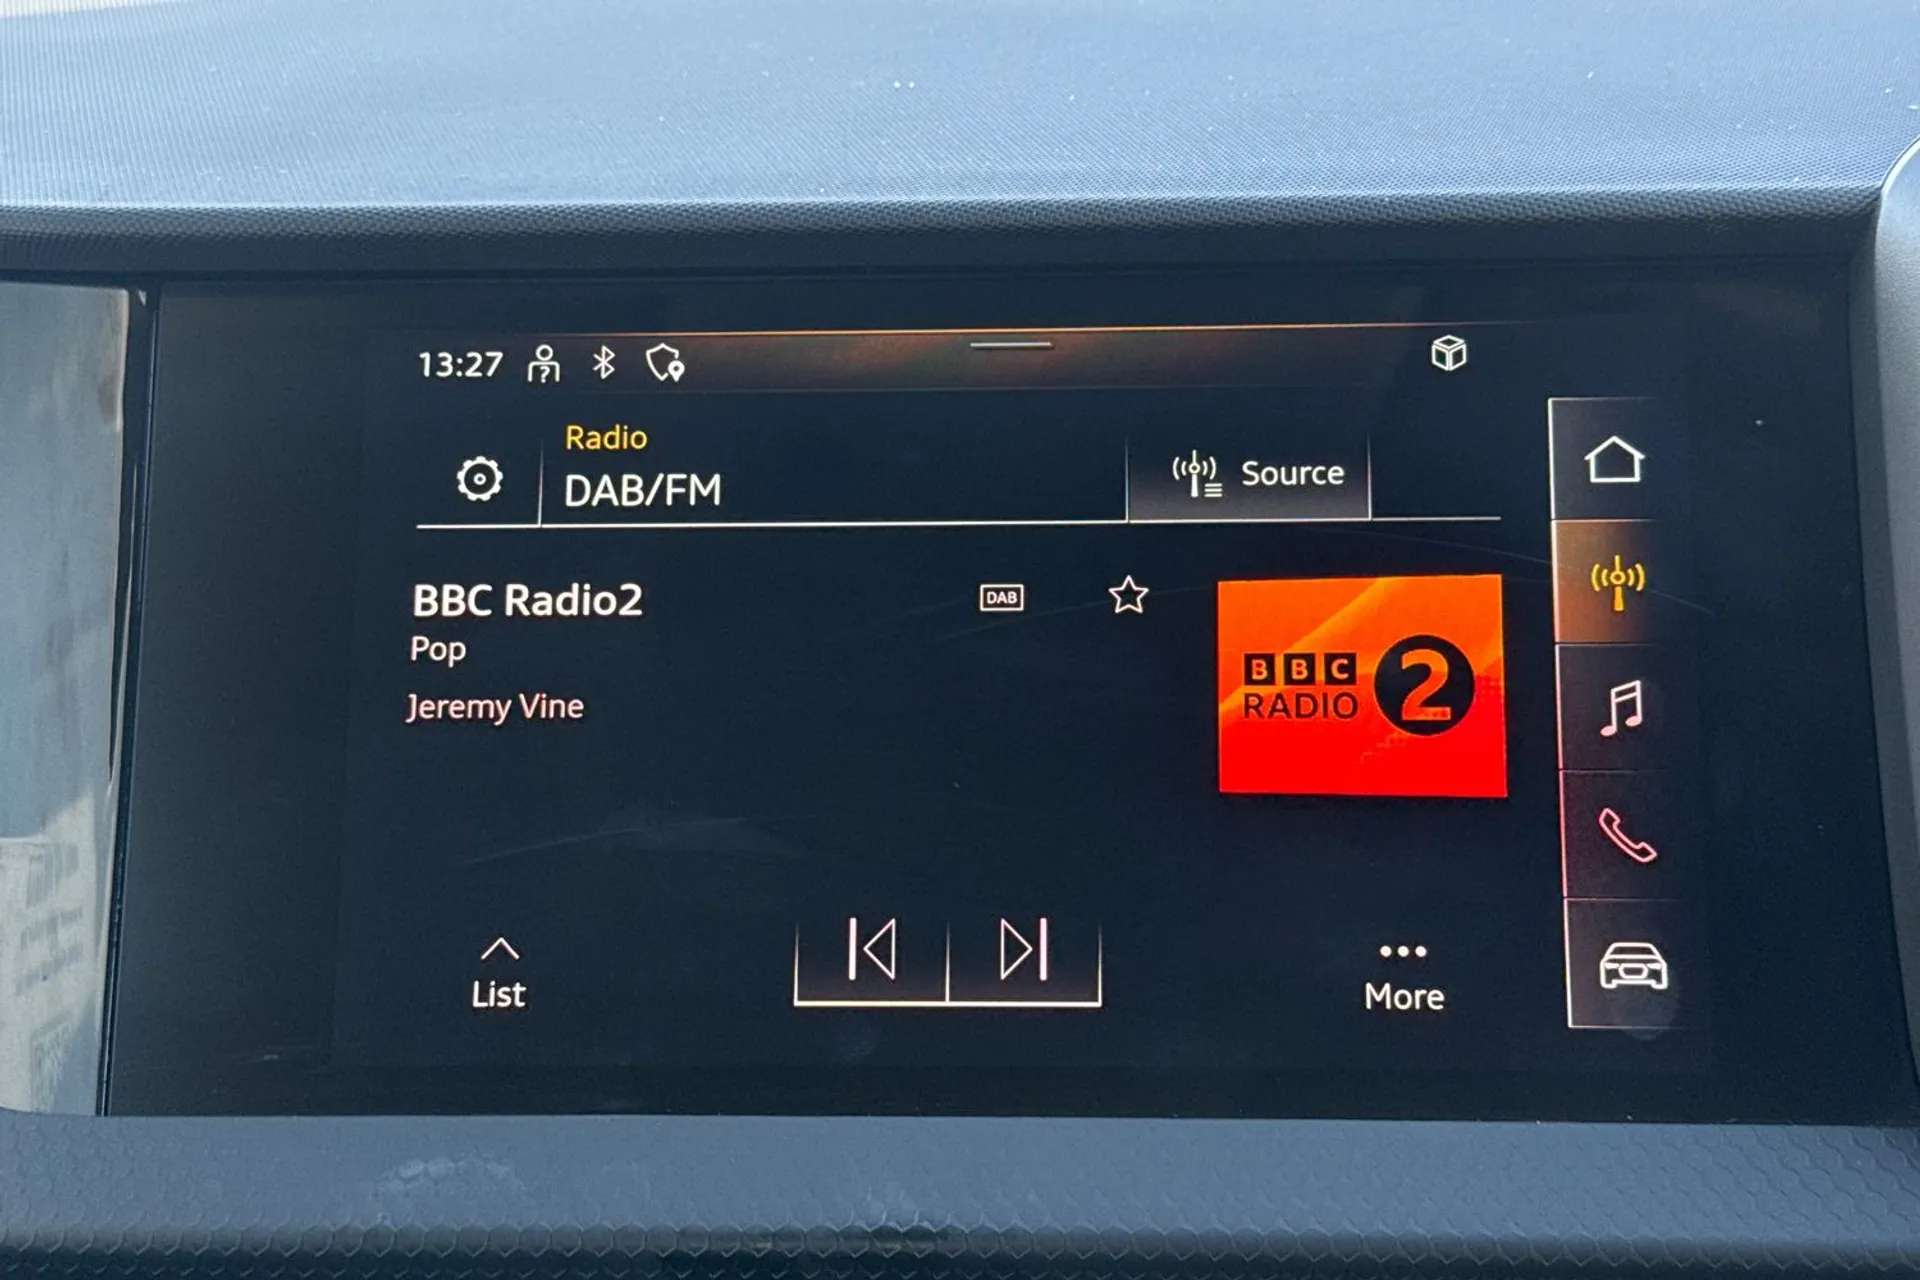 13:27
Radio
DAB/FM
Source
BBC Radio2
DAB
Pop
Jeremy Vine
BBC
RADIO
2
List
More